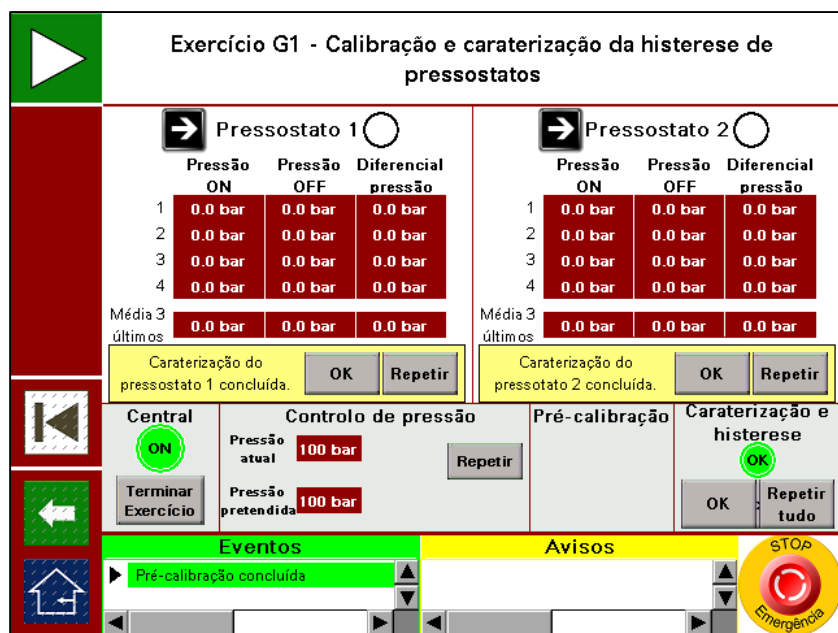 Exercício G1 - Calibração e caraterização da histerese de
pressostatos
Pressostato 1
Pressão ON Pressão OFF Diferencial pressão
1 0.0 bar 0.0 bar 0.0 bar
2 0.0 bar 0.0 bar 0.0 bar
3 0.0 bar 0.0 bar 0.0 bar
4 0.0 bar 0.0 bar 0.0 bar
Média 3 últimos 0.0 bar 0.0 bar 0.0 bar
Caraterização do
pressostato 1 concluída.
OK Repetir
Pressostato 2
Pressão ON Pressão OFF Diferencial pressão
1 0.0 bar 0.0 bar 0.0 bar
2 0.0 bar 0.0 bar 0.0 bar
3 0.0 bar 0.0 bar 0.0 bar
4 0.0 bar 0.0 bar 0.0 bar
Média 3 últimos 0.0 bar 0.0 bar 0.0 bar
Caraterização do
pressotato 2 concluída.
OK Repetir
Central
ON
Terminar
Exercício
Controlo de pressão
Pressão
atual 100 bar
Pressão
pretendida 100 bar
Repetir
Pré-calibração
Caraterização e
histerese
OK
OK
Repetir
tudo
Eventos
Pré-calibração concluída
Avisos
STOP
Emergência